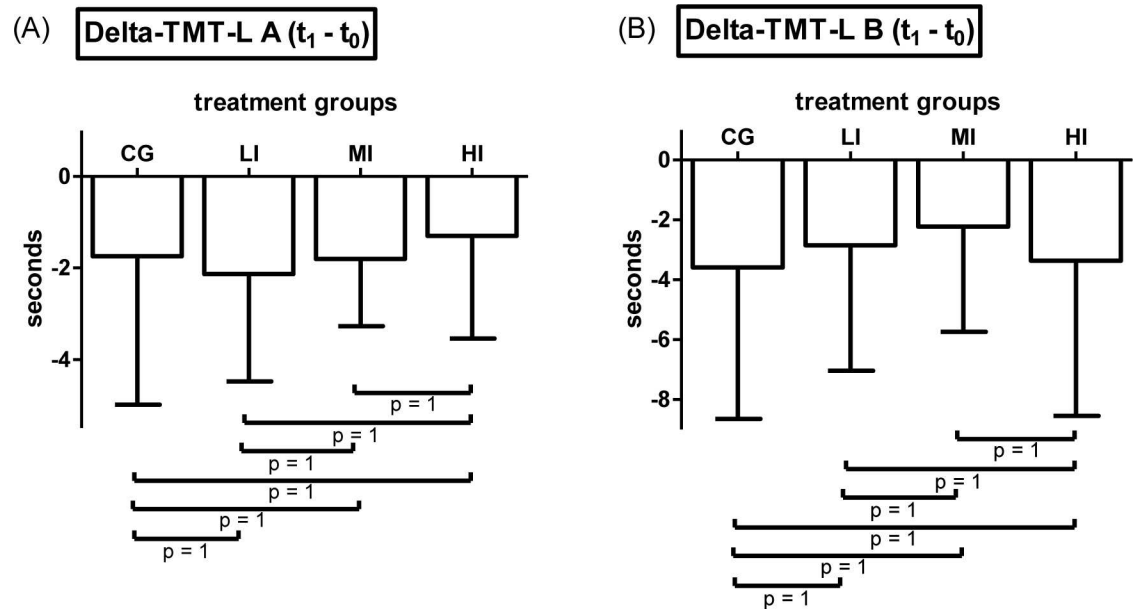 (A)
Delta-TMT-L A (t₁ - t₀)
treatment groups
CG LI MI HI
seconds
0
-2
-4
p = 1
p = 1
p = 1
p = 1
p = 1
p = 1
(B)
Delta-TMT-L B (t₁ - t₀)
treatment groups
CG LI MI HI
seconds
0
-2
-4
-6
-8
p = 1
p = 1
p = 1
p = 1
p = 1
p = 1